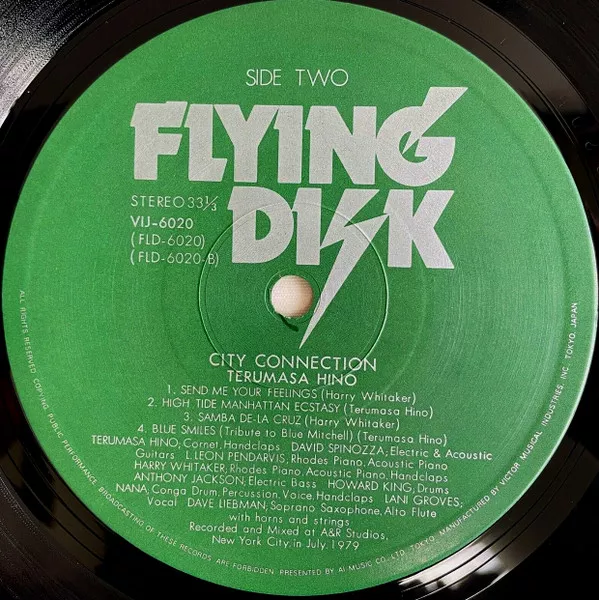 SIDE TWO
FLYING
DISK
STEREO 33⅓
VIJ-6020
(FLD-6020)
(FLD-6020-B)
CITY CONNECTION
TERUMASA HINO
1. SEND ME YOUR FEELINGS (Harry Whitaker)
2. HIGH TIDE MANHATTAN ECSTASY (Terumasa Hino)
3. SAMBA DE-LA CRUZ (Harry Whitaker)
4. BLUE SMILES (Tribute to Blue Mitchell) (Terumasa Hino)
TERUMASA HINO, Cornet, Handclaps DAVID SPINOZZA; Electric & Acoustic
Guitars L. LEON PENDARVIS, Rhodes Piano, Acoustic Piano
HARRY WHITAKER, Rhodes Piano, Acoustic Piano, Handclaps
ANTHONY JACKSON; Electric Bass HOWARD KING; Drums
NANA, Conga Drum, Percussion, Voice, Handclaps LANI GROVES;
Vocal DAVE LIEBMAN; Soprano Saxophone, Alto Flute
with horns and strings
Recorded and Mixed at A&R Studios,
New York City, in July, 1979
ALL RIGHTS RESERVED. COPYING, PUBLIC PERFORMANCE, BROADCASTING OF THESE RECORDS ARE FORBIDDEN. PRESENTED BY AI-MUSIC CO., LTD. TOKYO. MANUFACTURED BY VICTOR MUSICAL INDUSTRIES, INC. TOKYO, JAPAN